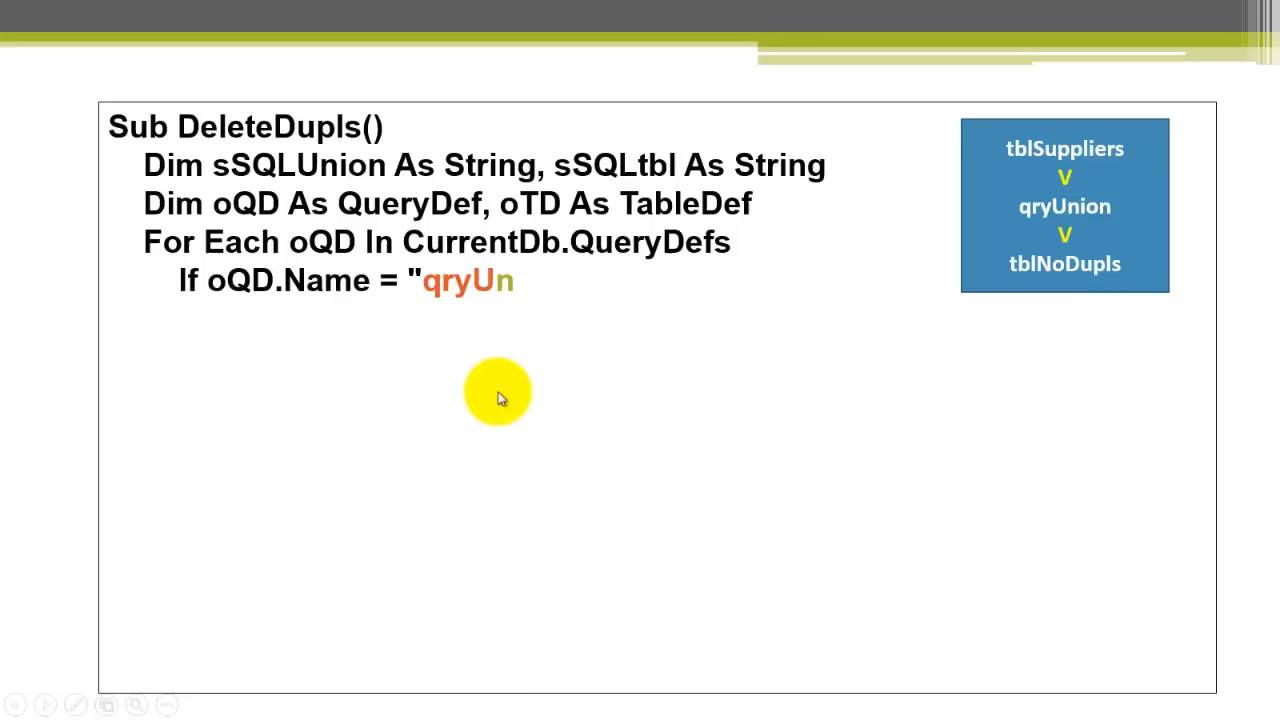 Sub DeleteDupls()
Dim sSQLUnion As String, sSQLtbl As String
Dim oQD As QueryDef, oTD As TableDef
For Each oQD In CurrentDb.QueryDefs
If oQD.Name = "qryUn
tblSuppliers
V
qryUnion
V
tblNoDupls